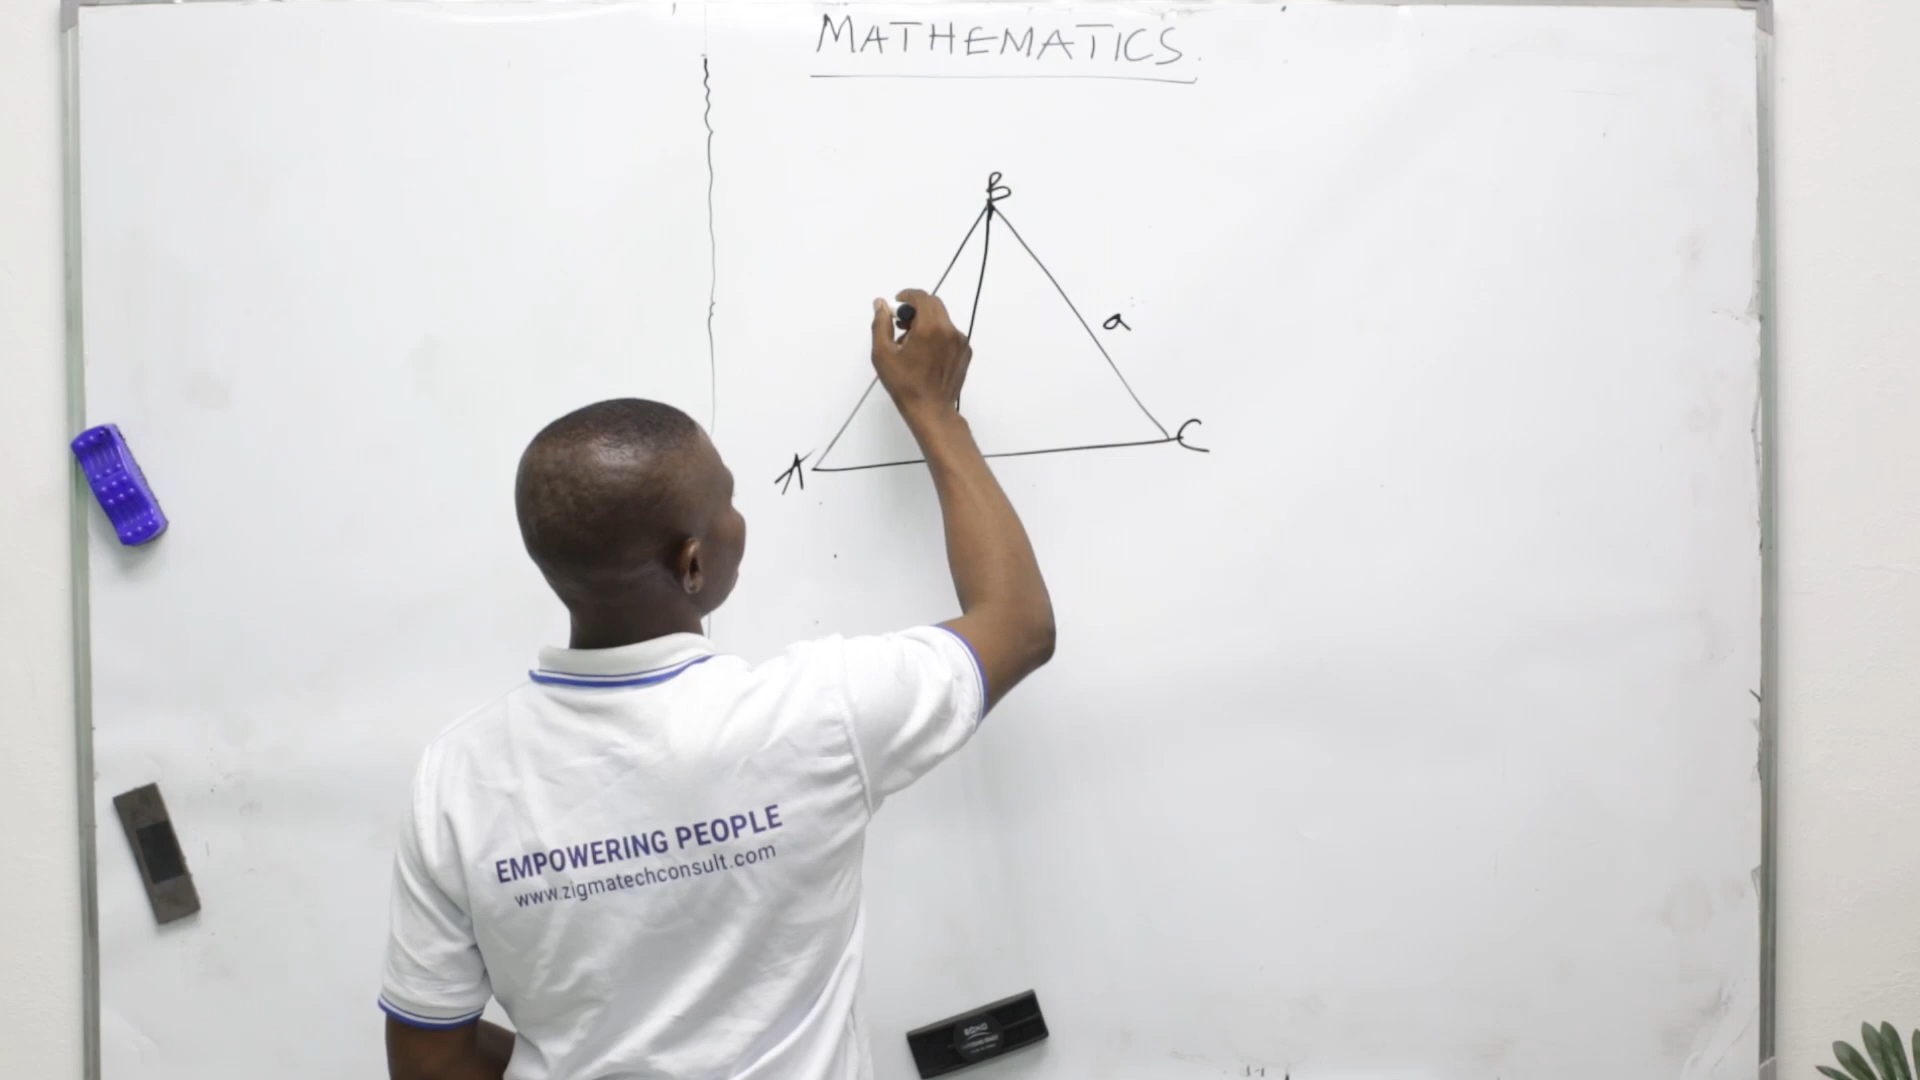 MATHEMATICS.
B
a
A
C
EMPOWERING PEOPLE
www.zigmatechconsult.com